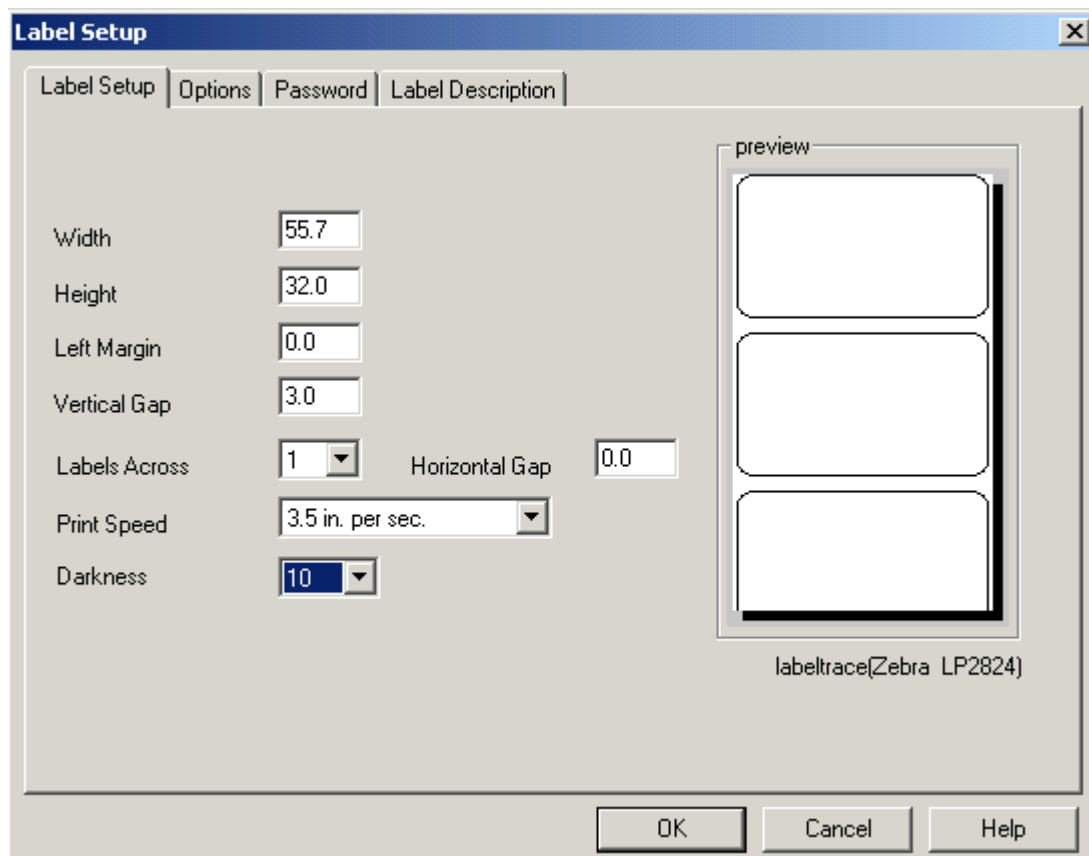 Label Setup
Label Setup Options Password Label Description
preview
Width 55.7
Height 32.0
Left Margin 0.0
Vertical Gap 3.0
Labels Across 1 Horizontal Gap 0.0
Print Speed 3.5 in. per sec.
Darkness 10
labeltrace(Zebra LP2824)
OK Cancel Help